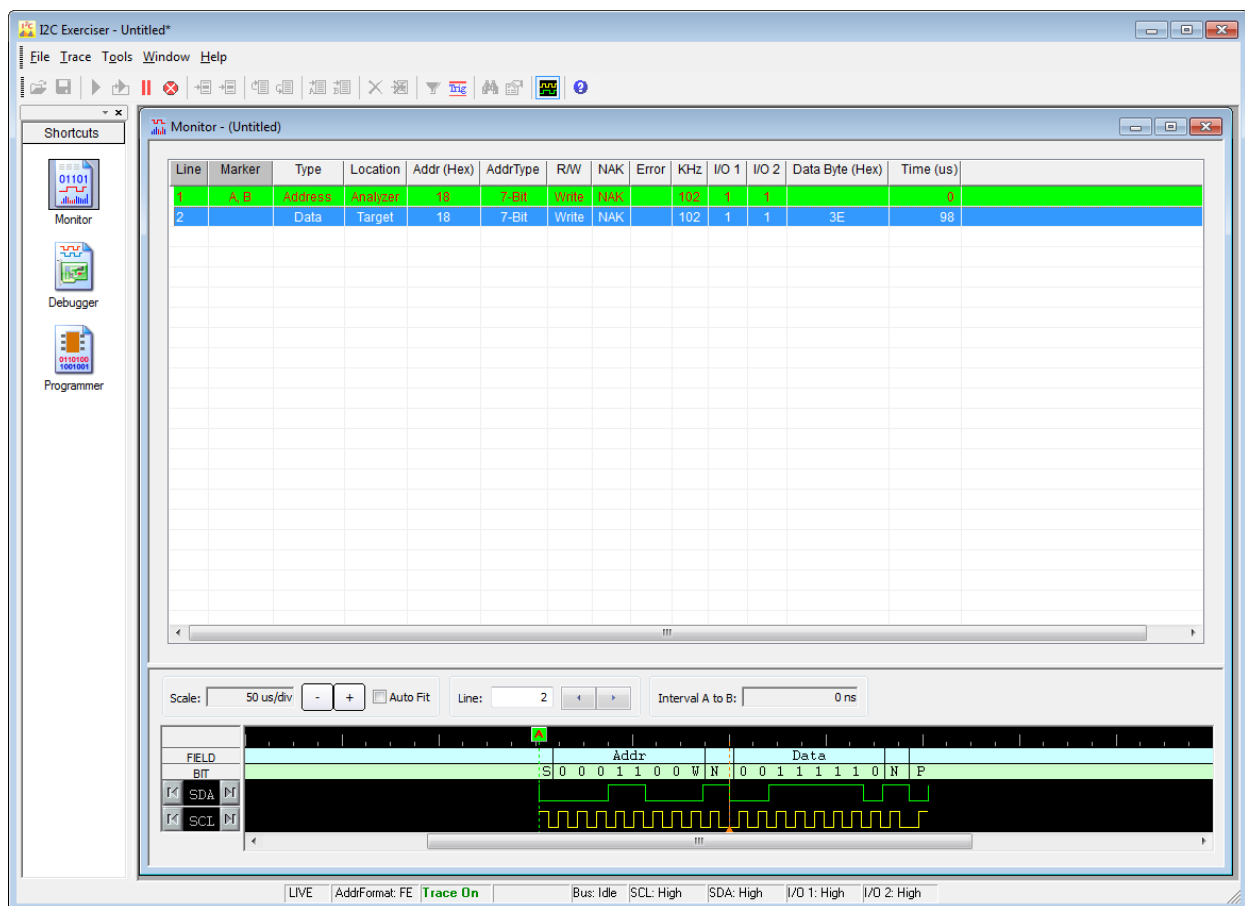 I2C Exerciser - Untitled*
File Trace Tools Window Help
Trig
Shortcuts
01101
Monitor
Debugger
0110100
1001001
Programmer
Monitor - (Untitled)
Line Marker Type Location Addr (Hex) AddrType R/W NAK Error KHz I/O 1 I/O 2 Data Byte (Hex) Time (us)
1 A, B Address Analyzer 18 7-Bit Write NAK 102 1 1 0
2 Data Target 18 7-Bit Write NAK 102 1 1 3E 98
Scale: 50 us/div - + Auto Fit Line: 2 Interval A to B: 0 ns
A
FIELD Addr Data
BIT S 0 0 0 1 1 0 0 W N 0 0 1 1 1 1 1 0 N P
SDA
SCL
LIVE AddrFormat: FE Trace On Bus: Idle SCL: High SDA: High I/O 1: High I/O 2: High